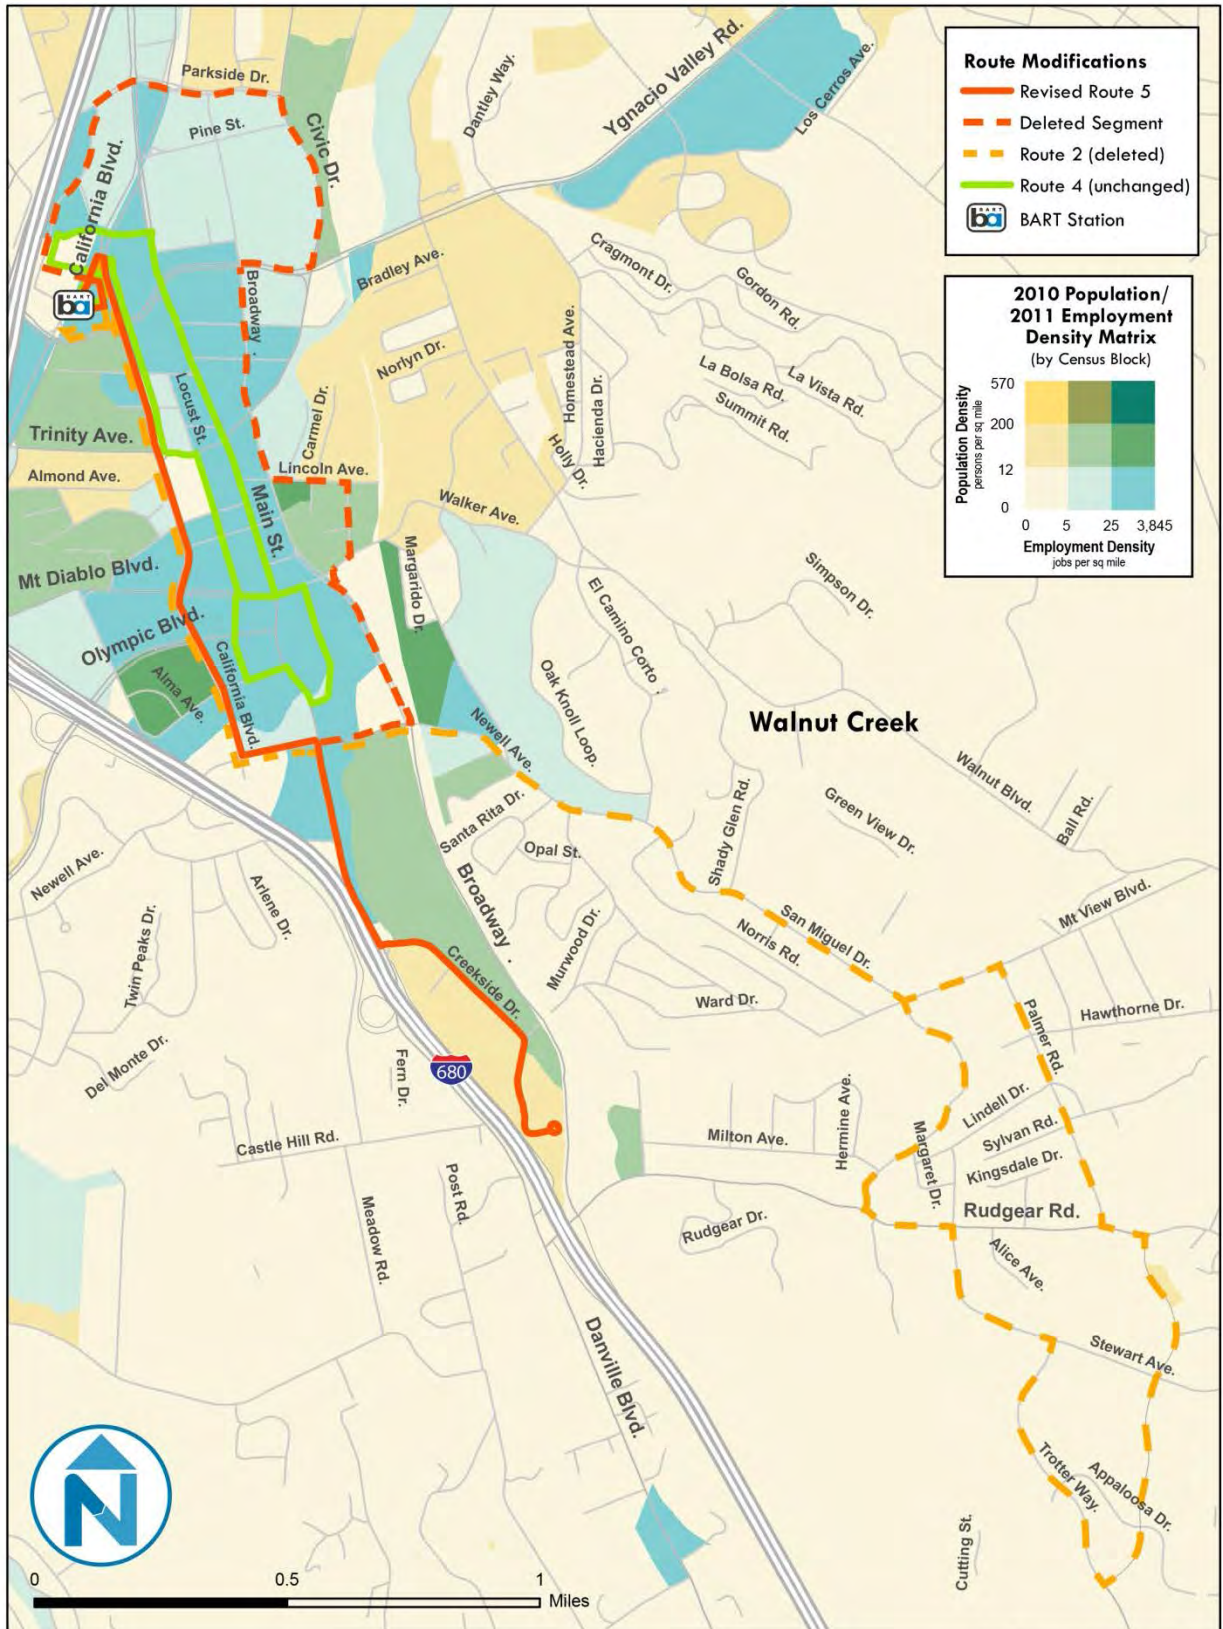 Route Modifications
Revised Route 5
Deleted Segment
Route 2 (deleted)
Route 4 (unchanged)
BART
ba
BART Station
2010 Population/
2011 Employment
Density Matrix
(by Census Block)
Population Density
persons per sq mile
570
200
12
0
0 5 25 3,845
Employment Density
jobs per sq mile
Parkside Dr.
Pine St.
Civic Dr.
California Blvd.
Dantley Way.
Ygnacio Valley Rd.
Los Cerros Ave.
BART
ba
Broadway .
Bradley Ave.
Cragmont Dr.
Gordon Rd.
Norlyn Dr.
Homestead Ave.
Hacienda Dr.
La Bolsa Rd.
La Vista Rd.
Summit Rd.
Locust St.
Carmel Dr.
Trinity Ave.
Almond Ave.
Lincoln Ave.
Holly Dr.
Main St.
Walker Ave.
Mt Diablo Blvd.
Margarido Dr.
El Camino Corto .
Simpson Dr.
Olympic Blvd.
California Blvd.
Alma Ave.
Oak Knoll Loop.
Newell Ave.
Walnut Creek
Walnut Blvd.
Ball Rd.
Shady Glen Rd.
Green View Dr.
Santa Rita Dr.
Opal St.
Newell Ave.
Arlene Dr.
Twin Peaks Dr.
Broadway .
Murwood Dr.
San Miguel Dr.
Norris Rd.
Mt View Blvd.
Creekside Dr.
Ward Dr.
Palmer Rd.
Hawthorne Dr.
Del Monte Dr.
Fern Dr.
680
Lindell Dr.
Sylvan Rd.
Kingsdale Dr.
Hermine Ave.
Margaret Dr.
Castle Hill Rd.
Milton Ave.
Post Rd.
Meadow Rd.
Rudgear Dr.
Rudgear Rd.
Alice Ave.
Stewart Ave.
Danville Blvd.
Trotter Way.
Appaloosa Dr.
Cutting St.
N
0 0.5 1
Miles